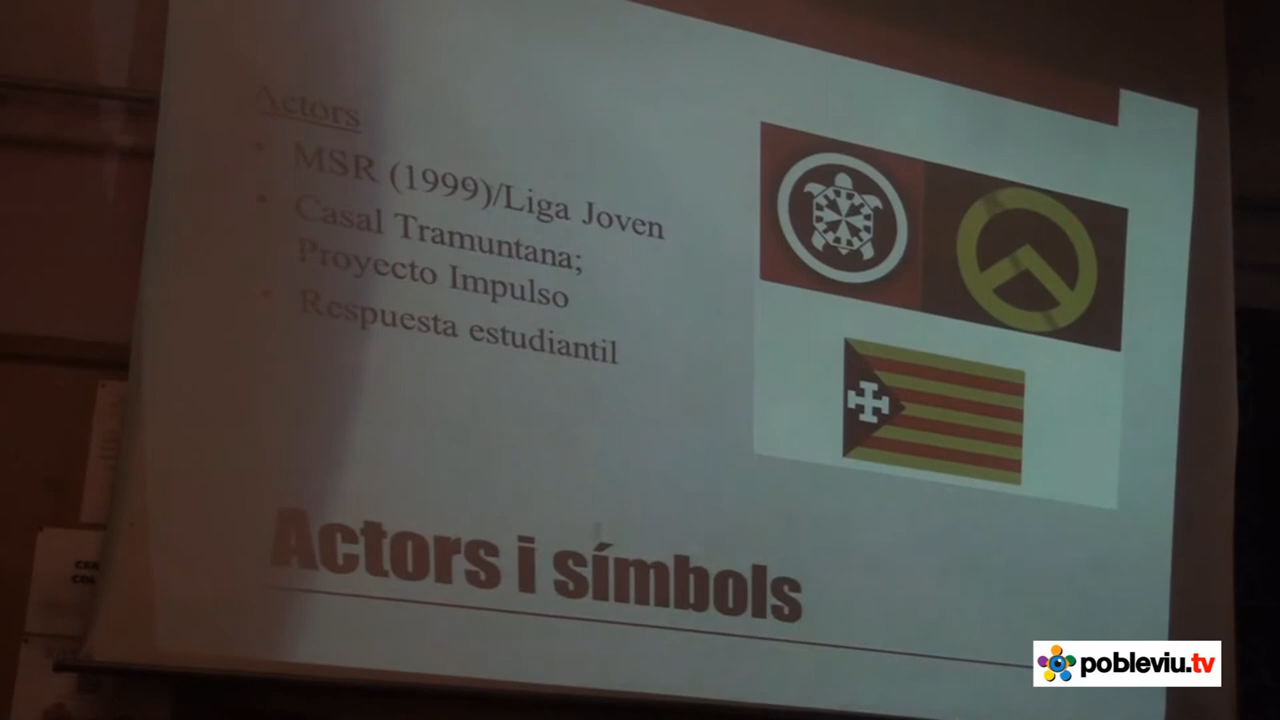 Actors
• MSR (1999)/Liga Joven
• Casal Tramuntana;
Proyecto Impulso
• Respuesta estudiantil
Actors i símbols
pobleviu.tv